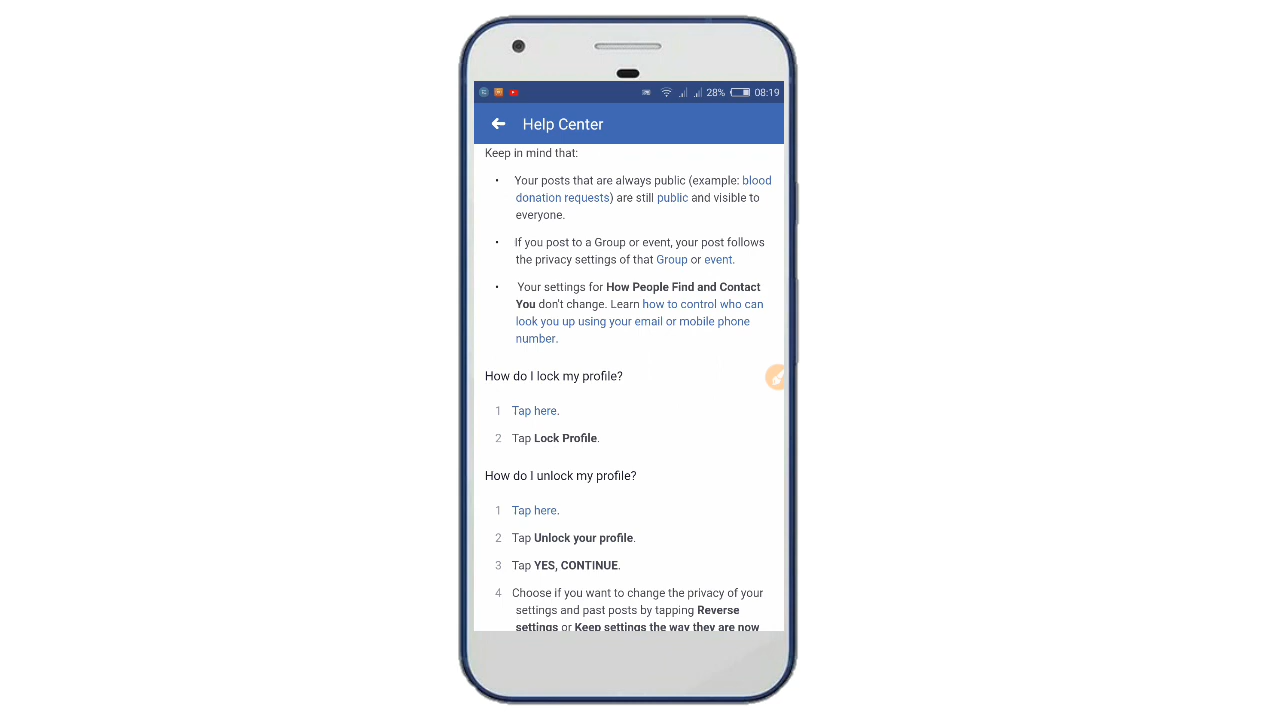 28% 08:19
Help Center
Keep in mind that:
• Your posts that are always public (example: blood
donation requests) are still public and visible to
everyone.
• If you post to a Group or event, your post follows
the privacy settings of that Group or event.
• Your settings for How People Find and Contact
You don't change. Learn how to control who can
look you up using your email or mobile phone
number.
How do I lock my profile?
1 Tap here.
2 Tap Lock Profile.
How do I unlock my profile?
1 Tap here.
2 Tap Unlock your profile.
3 Tap YES, CONTINUE.
4 Choose if you want to change the privacy of your
settings and past posts by tapping Reverse
settings or Keep settings the way they are now